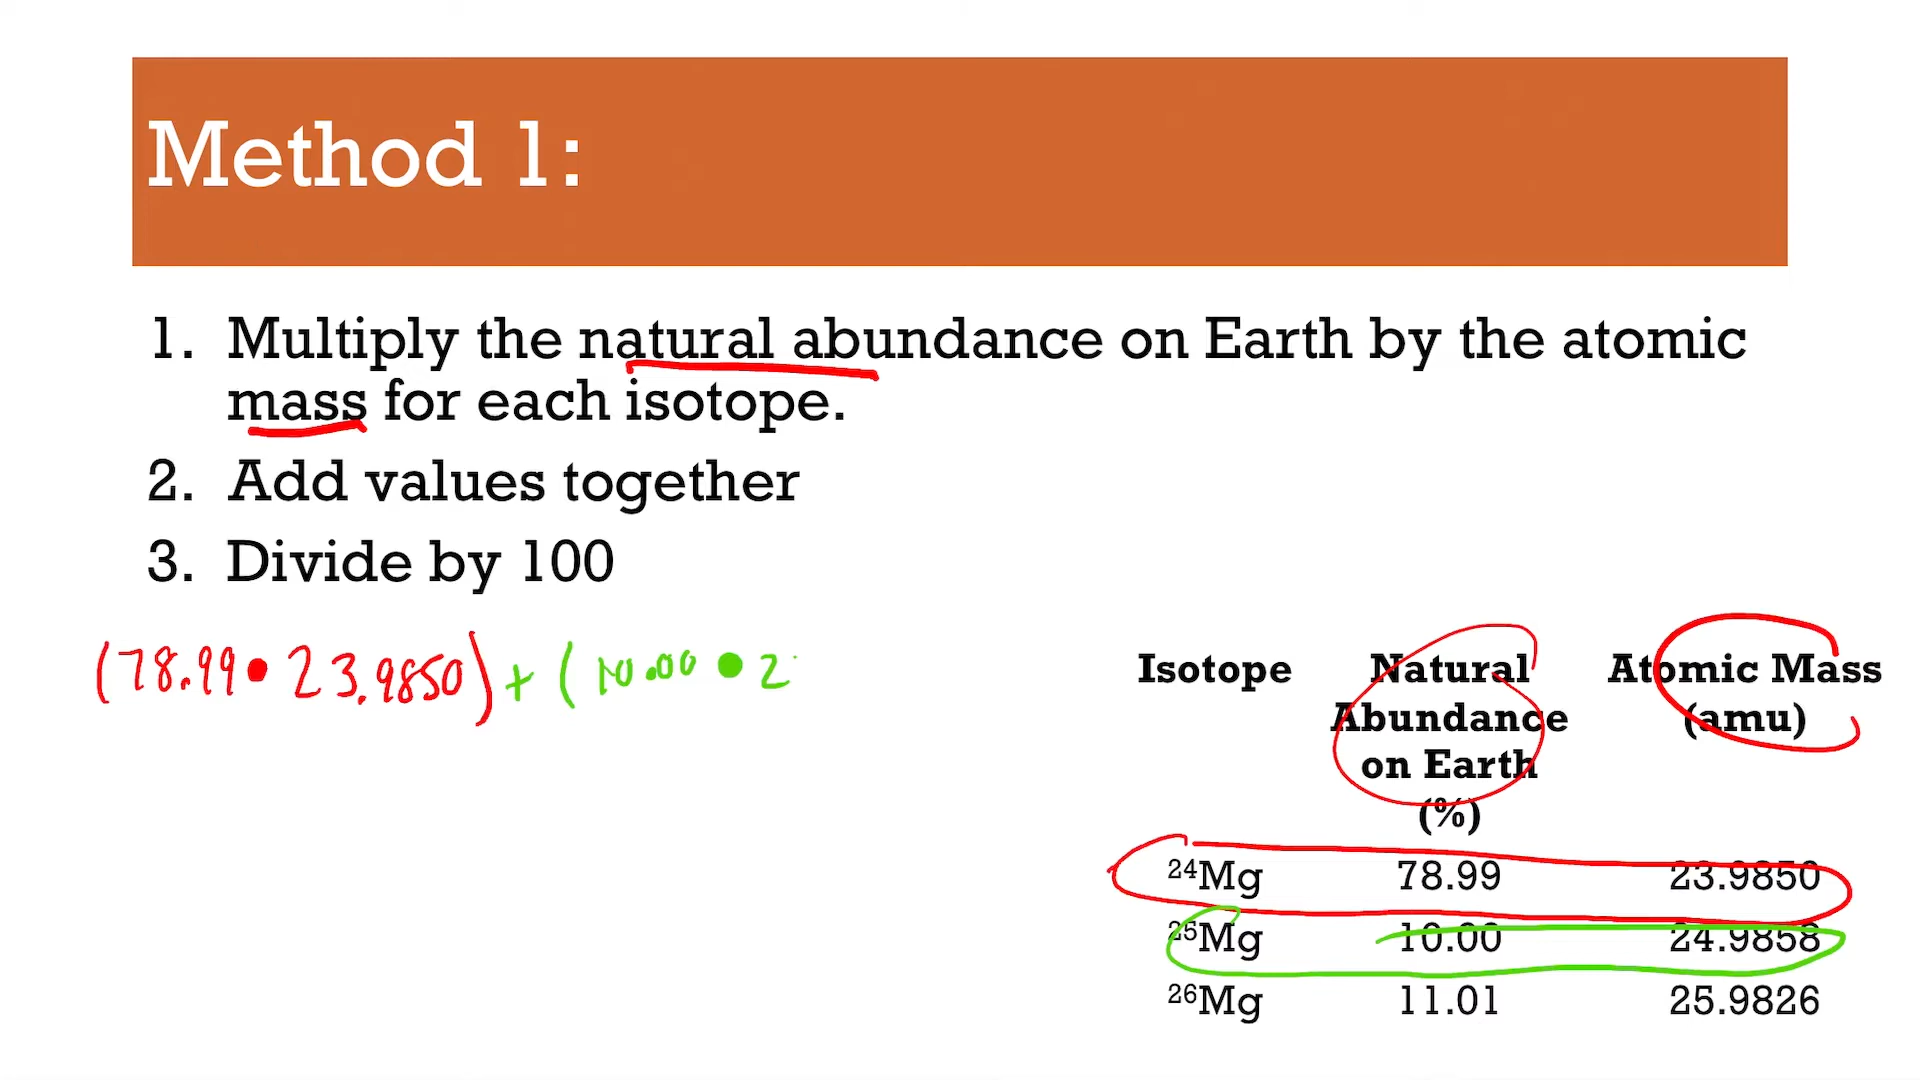 Method 1:
1. Multiply the natural abundance on Earth by the atomic
mass for each isotope.
2. Add values together
3. Divide by 100
(78.99 • 23.9850) + (10.00 • 2
Isotope Natural Abundance on Earth (%) Atomic Mass (amu)
²⁴Mg 78.99 23.9850
²⁵Mg 10.00 24.9858
²⁶Mg 11.01 25.9826